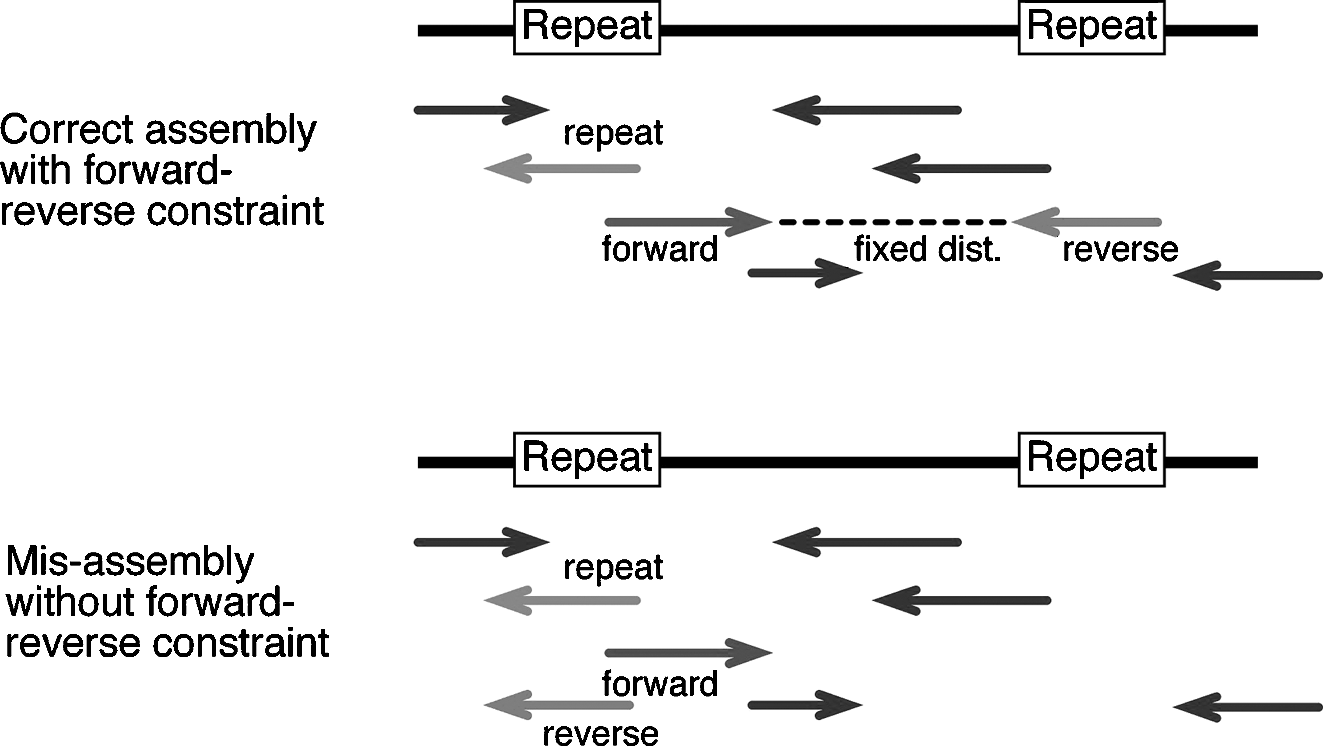 Repeat Repeat
Correct assembly
with forward-
reverse constraint
repeat
forward fixed dist. reverse
Repeat Repeat
Mis-assembly
without forward-
reverse constraint
repeat
forward
reverse